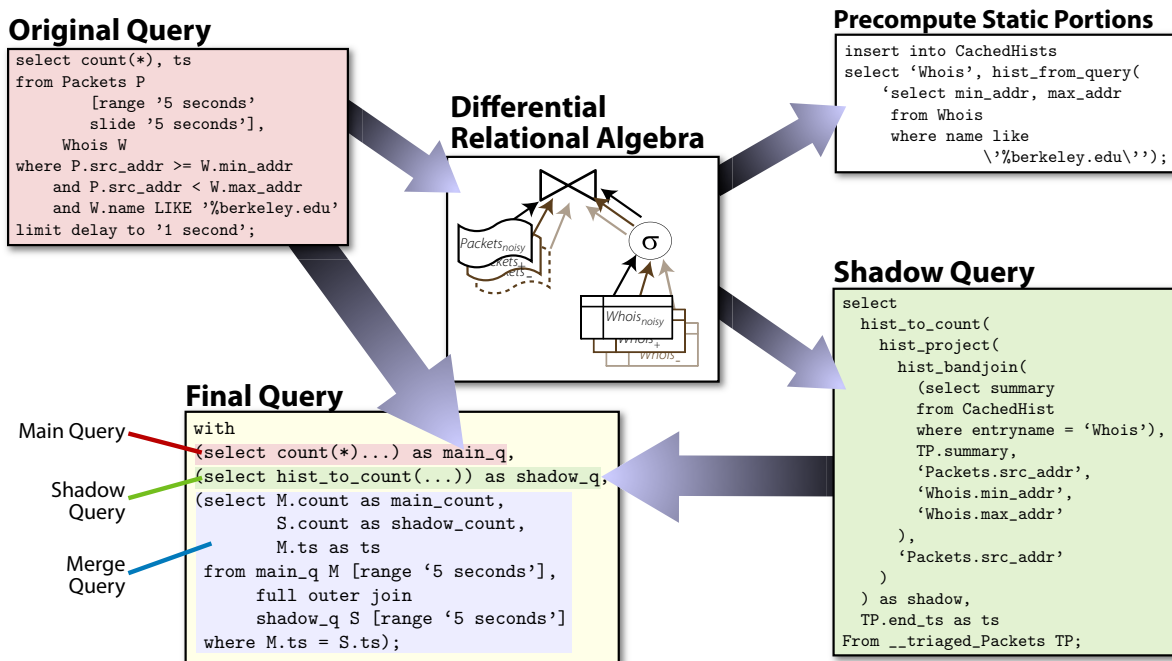 Original Query
select count(*), ts
from Packets P
[range '5 seconds'
slide '5 seconds'],
Whois W
where P.src_addr >= W.min_addr
and P.src_addr < W.max_addr
and W.name LIKE '%berkeley.edu'
limit delay to '1 second';
Differential
Relational Algebra
Packets_noisy
ckets+
kets-
σ
Whois_noisy
Whois+
Whois-
Precompute Static Portions
insert into CachedHists
select ‘Whois’, hist_from_query(
‘select min_addr, max_addr
from Whois
where name like
\’%berkeley.edu\’’);
Shadow Query
select
hist_to_count(
hist_project(
hist_bandjoin(
(select summary
from CachedHist
where entryname = ‘Whois’),
TP.summary,
‘Packets.src_addr’,
‘Whois.min_addr’,
‘Whois.max_addr’
),
‘Packets.src_addr’
)
) as shadow,
TP.end_ts as ts
From __triaged_Packets TP;
Final Query
Main Query
Shadow
Query
Merge
Query
with
(select count(*)...) as main_q,
(select hist_to_count(...)) as shadow_q,
(select M.count as main_count,
S.count as shadow_count,
M.ts as ts
from main_q M [range ‘5 seconds’],
full outer join
shadow_q S [range ‘5 seconds’]
where M.ts = S.ts);